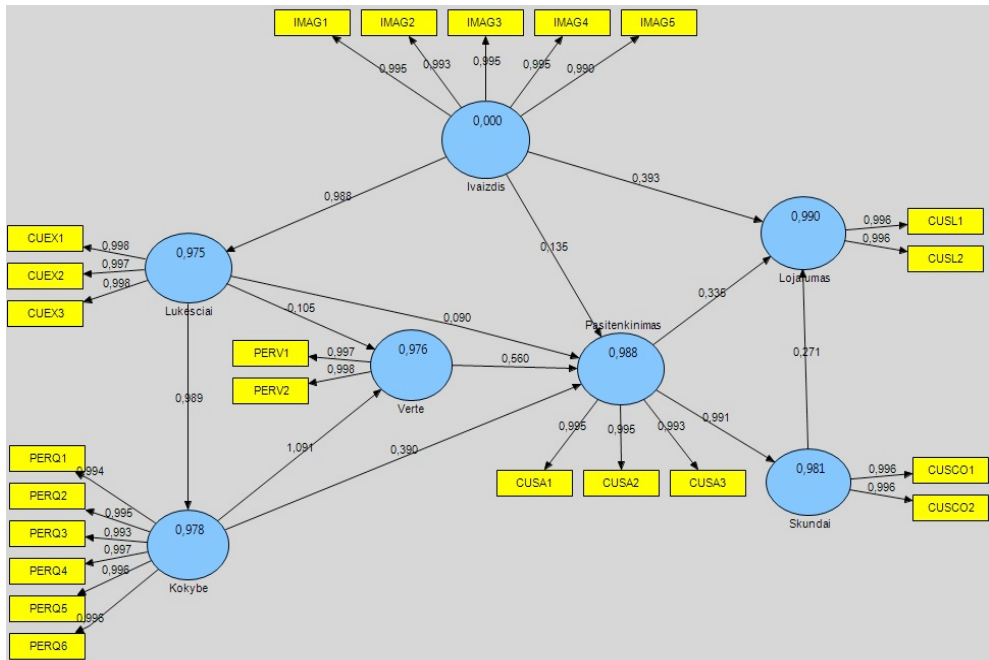 IMAG1 IMAG2 IMAG3 IMAG4 IMAG5
0,995 0,993 0,995 0,995 0,990
0,000
Ivaizdis
0,988
0,393
0,135
CUEX1
CUEX2
CUEX3
0,998
0,997
0,998
0,975
Lukesciai
0,990
0,996
0,996
CUSL1
CUSL2
Lojalumas
0,105
0,090
0,335
PERV1
PERV2
0,997
0,998
0,976
Verte
0,560
Pasitenkinimas
0,988
0,271
0,989
1,091
0,390
0,995 0,995 0,993
0,991
CUSA1 CUSA2 CUSA3
PERQ1
PERQ2
PERQ3
PERQ4
PERQ5
PERQ6
0,994
0,995
0,993
0,997
0,996
0,996
0,978
Kokybe
0,981
0,996
0,996
CUSCO1
CUSCO2
Skundai